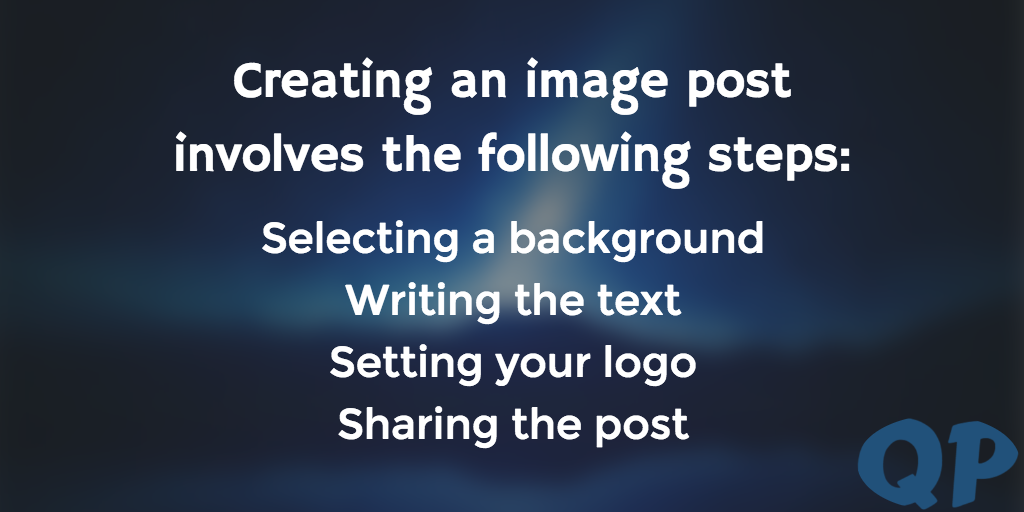 Creating an image post
involves the following steps:
Selecting a background
Writing the text
Setting your logo
Sharing the post
QP